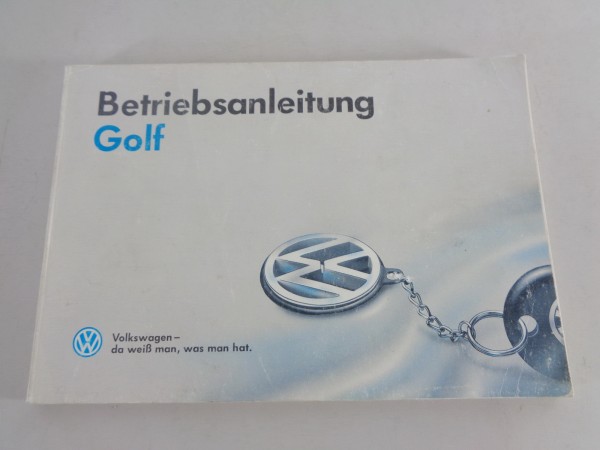 Betriebsanleitung
Golf
Volkswagen –
da weiß man, was man hat.